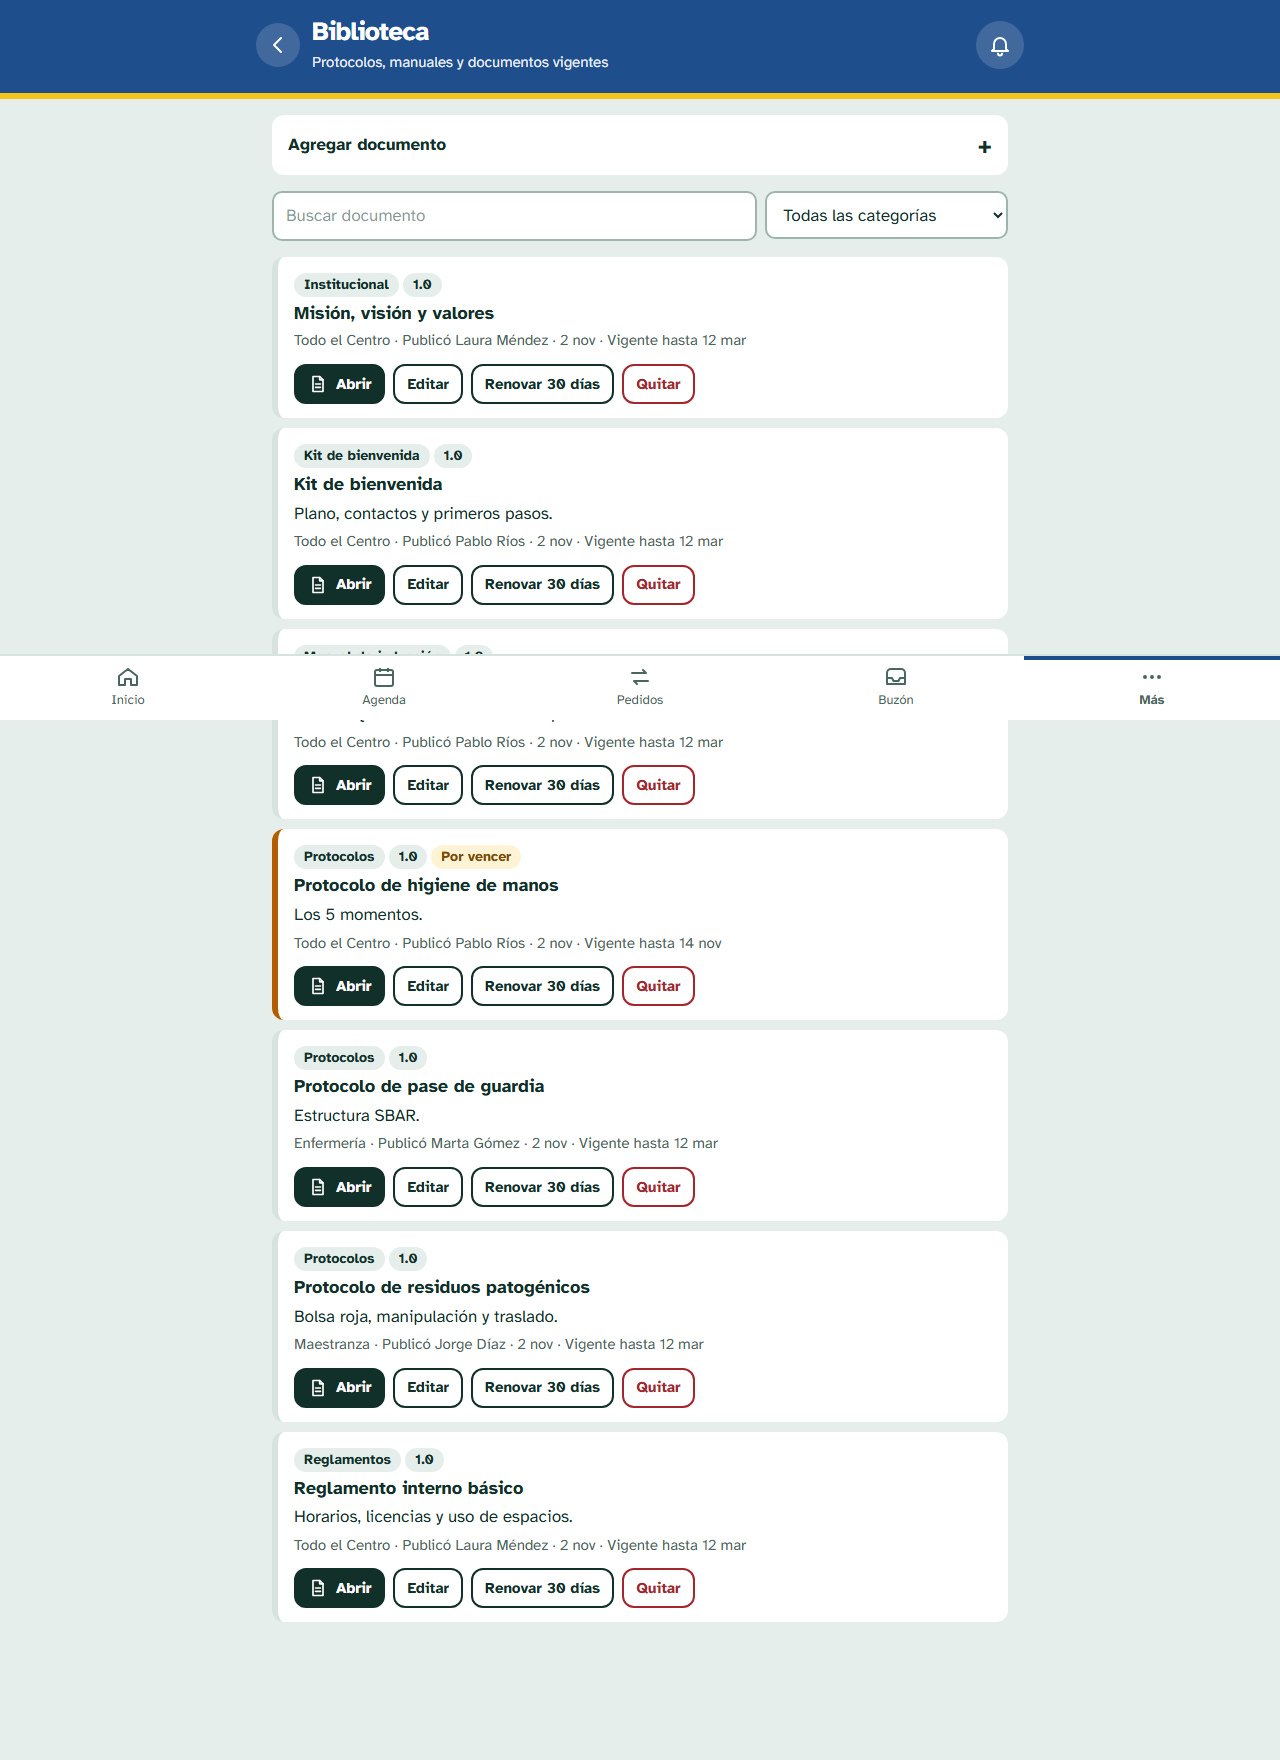 Biblioteca
Protocolos, manuales y documentos vigentes
Agregar documento +
Buscar documento
Todas las categorías
Institucional 1.0
Misión, visión y valores
Todo el Centro · Publicó Laura Méndez · 2 nov · Vigente hasta 12 mar
Abrir Editar Renovar 30 días Quitar
Kit de bienvenida 1.0
Kit de bienvenida
Plano, contactos y primeros pasos.
Todo el Centro · Publicó Pablo Ríos · 2 nov · Vigente hasta 12 mar
Abrir Editar Renovar 30 días Quitar
Inicio Agenda Pedidos Buzón Más
Todo el Centro · Publicó Pablo Ríos · 2 nov · Vigente hasta 12 mar
Abrir Editar Renovar 30 días Quitar
Protocolos 1.0 Por vencer
Protocolo de higiene de manos
Los 5 momentos.
Todo el Centro · Publicó Pablo Ríos · 2 nov · Vigente hasta 14 nov
Abrir Editar Renovar 30 días Quitar
Protocolos 1.0
Protocolo de pase de guardia
Estructura SBAR.
Enfermería · Publicó Marta Gómez · 2 nov · Vigente hasta 12 mar
Abrir Editar Renovar 30 días Quitar
Protocolos 1.0
Protocolo de residuos patogénicos
Bolsa roja, manipulación y traslado.
Maestranza · Publicó Jorge Díaz · 2 nov · Vigente hasta 12 mar
Abrir Editar Renovar 30 días Quitar
Reglamentos 1.0
Reglamento interno básico
Horarios, licencias y uso de espacios.
Todo el Centro · Publicó Laura Méndez · 2 nov · Vigente hasta 12 mar
Abrir Editar Renovar 30 días Quitar